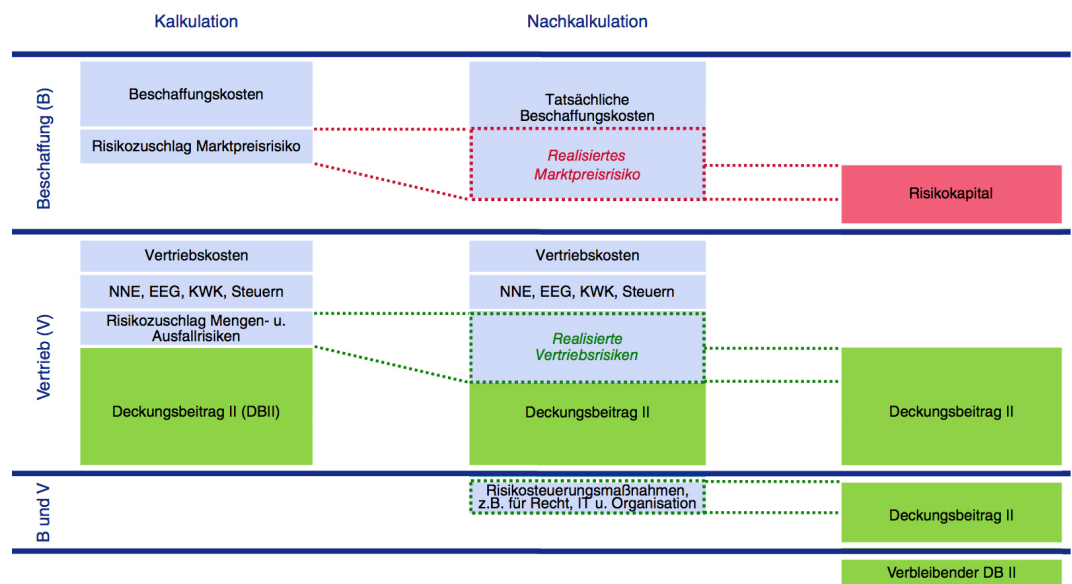 Kalkulation
Nachkalkulation
Beschaffung (B)
Beschaffungskosten
Risikozuschlag Marktpreisrisiko
Tatsächliche
Beschaffungskosten
Realisiertes
Marktpreisrisiko
Risikokapital
Vertrieb (V)
Vertriebskosten
NNE, EEG, KWK, Steuern
Risikozuschlag Mengen- u.
Ausfallrisiken
Deckungsbeitrag II (DBII)
Vertriebskosten
NNE, EEG, KWK, Steuern
Realisierte
Vertriebsrisiken
Deckungsbeitrag II
Deckungsbeitrag II
B und V
Risikosteuerungsmaßnahmen,
z.B. für Recht, IT u. Organisation
Deckungsbeitrag II
Verbleibender DB II